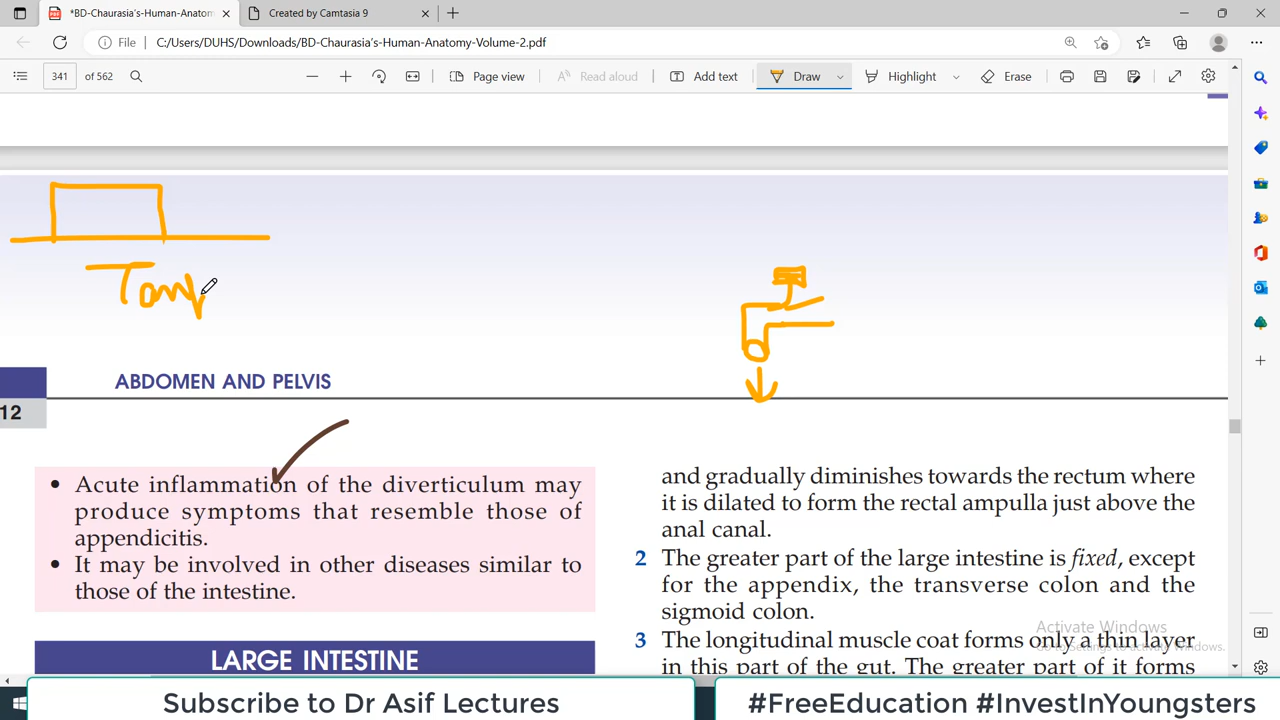 *BD-Chaurasia's-Human-Anatom
Created by Camtasia 9
File
C:/Users/DUHS/Downloads/BD-Chaurasia's-Human-Anatomy-Volume-2.pdf
341 of 562
Page view
Read aloud
Add text
Draw
Highlight
Erase
ABDOMEN AND PELVIS
12
• Acute inflammation of the diverticulum may
produce symptoms that resemble those of
appendicitis.
• It may be involved in other diseases similar to
those of the intestine.
LARGE INTESTINE
and gradually diminishes towards the rectum where
it is dilated to form the rectal ampulla just above the
anal canal.
2 The greater part of the large intestine is fixed, except
for the appendix, the transverse colon and the
sigmoid colon.
3 The longitudinal muscle coat forms only a thin layer
in this part of the gut. The greater part of it forms
Activate Windows
Go to Settings to activate Windows.
Subscribe to Dr Asif Lectures
#FreeEducation #InvestInYoungsters